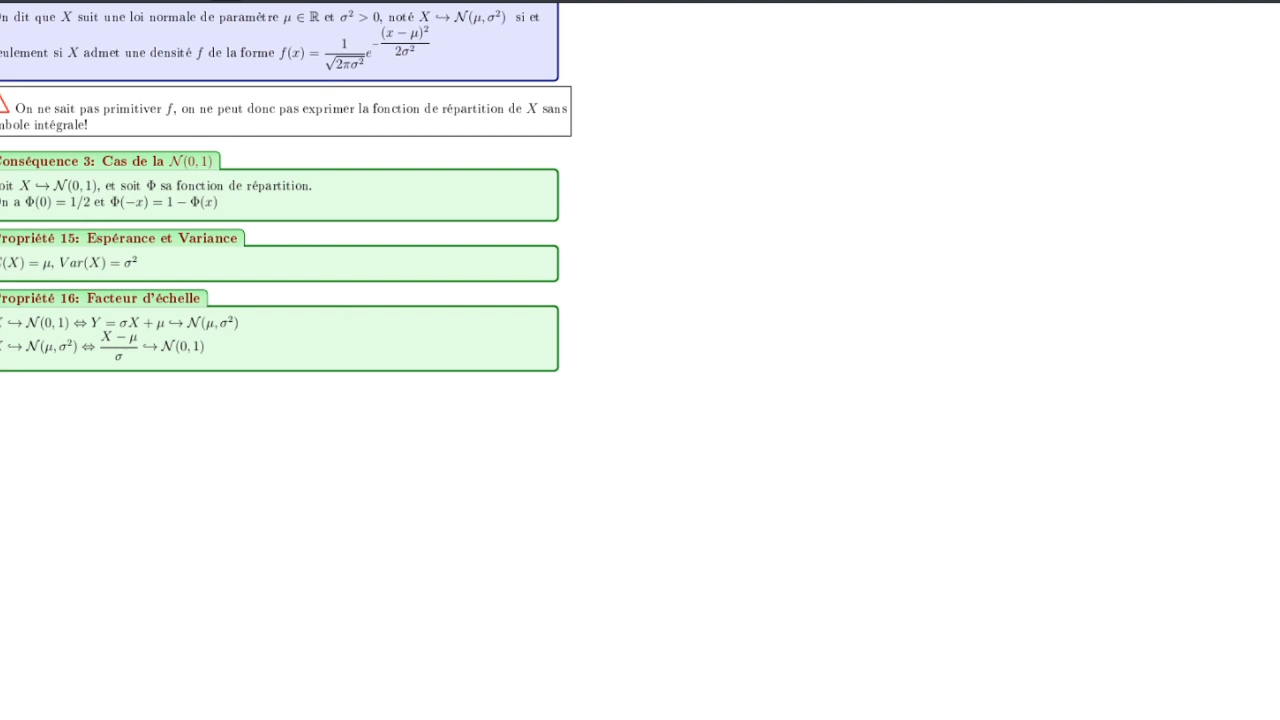 n dit que X suit une loi normale de paramètre μ ∈ ℝ et σ² > 0, noté X ↪ 𝒩(μ, σ²) si et
eulement si X admet une densité f de la forme f(x) = 1/√(2πσ²) e^(−(x − μ)²/(2σ²))
On ne sait pas primitiver f, on ne peut donc pas exprimer la fonction de répartition de X sans
bole intégrale!
onséquence 3: Cas de la 𝒩(0, 1)
oit X ↪ 𝒩(0, 1), et soit Φ sa fonction de répartition.
n a Φ(0) = 1/2 et Φ(−x) = 1 − Φ(x)
ropriété 15: Espérance et Variance
(X) = μ, Var(X) = σ²
ropriété 16: Facteur d'échelle
↪ 𝒩(0, 1) ⇔ Y = σX + μ ↪ 𝒩(μ, σ²)
↪ 𝒩(μ, σ²) ⇔ (X − μ)/σ ↪ 𝒩(0, 1)